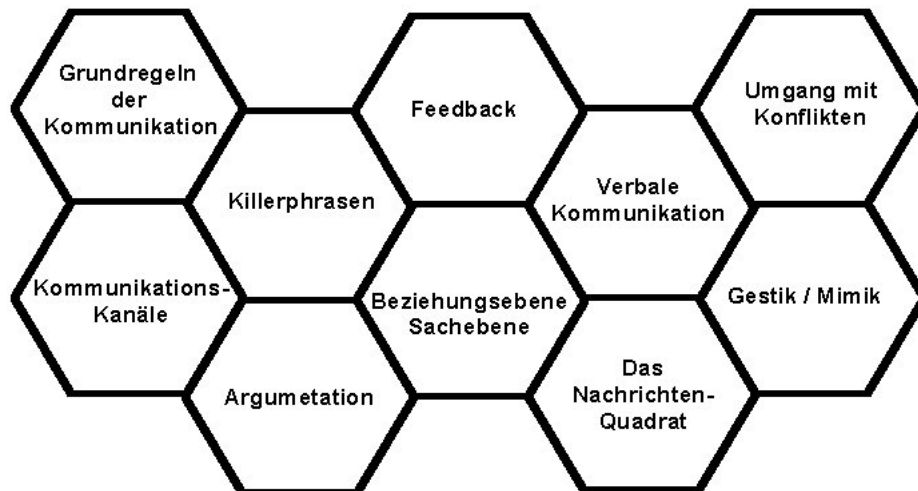 Grundregeln
der
Kommunikation
Feedback
Umgang mit
Konflikten
Killerphrasen
Verbale
Kommunikation
Kommunikations-
Kanäle
Beziehungsebene
Sachebene
Gestik / Mimik
Argumetation
Das
Nachrichten-
Quadrat